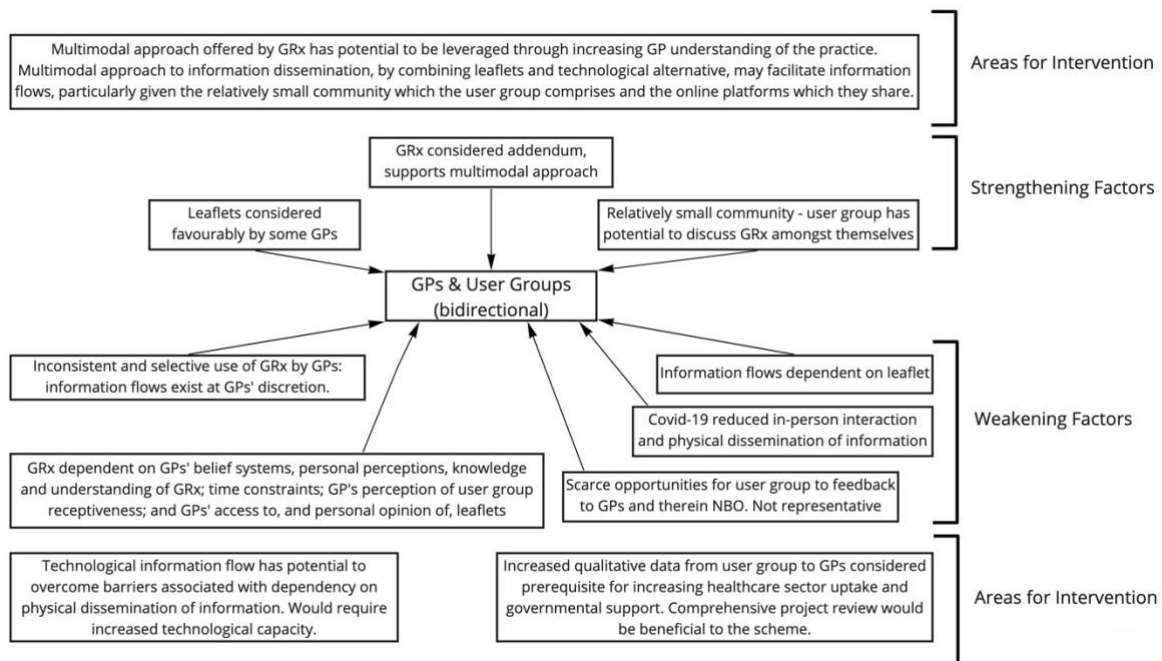 Multimodal approach offered by GRx has potential to be leveraged through increasing GP understanding of the practice.
Multimodal approach to information dissemination, by combining leaflets and technological alternative, may facilitate information
flows, particularly given the relatively small community which the user group comprises and the online platforms which they share.
Areas for Intervention
GRx considered addendum,
supports multimodal approach
Strengthening Factors
Leaflets considered
favourably by some GPs
Relatively small community - user group has
potential to discuss GRx amongst themselves
GPs & User Groups
(bidirectional)
Inconsistent and selective use of GRx by GPs:
information flows exist at GPs' discretion.
Information flows dependent on leaflet
Covid-19 reduced in-person interaction
and physical dissemination of information
Weakening Factors
GRx dependent on GPs' belief systems, personal perceptions, knowledge
and understanding of GRx; time constraints; GP's perception of user group
receptiveness; and GPs' access to, and personal opinion of, leaflets
Scarce opportunities for user group to feedback
to GPs and therein NBO. Not representative
Technological information flow has potential to
overcome barriers associated with dependency on
physical dissemination of information. Would require
increased technological capacity.
Increased qualitative data from user group to GPs considered
prerequisite for increasing healthcare sector uptake and
governmental support. Comprehensive project review would
be beneficial to the scheme.
Areas for Intervention